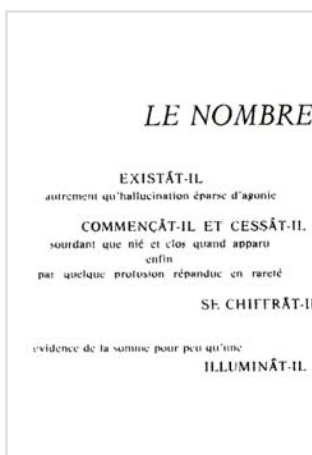 LE NOMBRE
EXISTÂT-IL
autrement qu'hallucination éparse d'agonie
COMMENÇÂT-IL ET CESSÂT-IL
sourdant que nié et clos quand apparu
enfin
par quelque profusion répandue en rareté
SE CHIFFRÂT-IL
evidence de la somme pour peu qu'une
ILLUMINÂT-IL